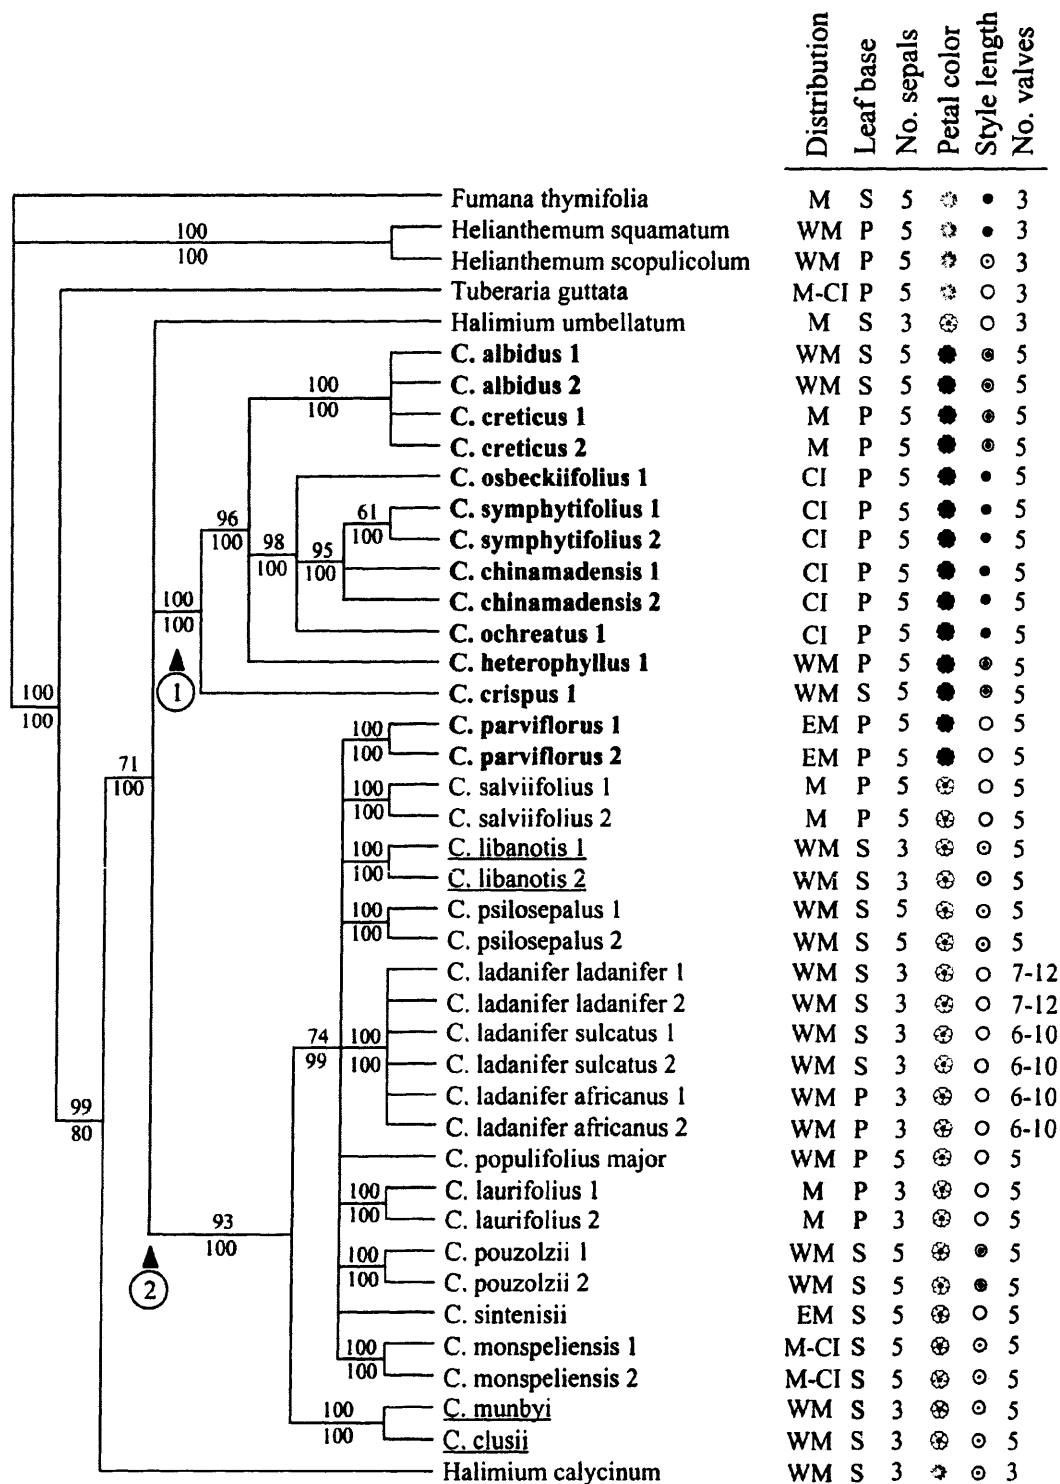 Distribution Leaf base No. sepals Petal color Style length No. valves
Fumana thymifolia M S 5 3
100
Helianthemum squamatum WM P 5 3
100
Helianthemum scopulicolum WM P 5 3
Tuberaria guttata M-CI P 5 3
Halimium umbellatum M S 3 3
C. albidus 1 WM S 5 5
100
C. albidus 2 WM S 5 5
100
C. creticus 1 M P 5 5
C. creticus 2 M P 5 5
C. osbeckiifolius 1 CI P 5 5
61
C. symphytifolius 1 CI P 5 5
96
100
C. symphytifolius 2 CI P 5 5
98 95
100 100 100
C. chinamadensis 1 CI P 5 5
100
C. chinamadensis 2 CI P 5 5
100
C. ochreatus 1 CI P 5 5
C. heterophyllus 1 WM P 5 5
1
100
C. crispus 1 WM S 5 5
100
100
C. parviflorus 1 EM P 5 5
100
C. parviflorus 2 EM P 5 5
71
100
100
C. salviifolius 1 M P 5 5
100
C. salviifolius 2 M P 5 5
100
C. libanotis 1 WM S 3 5
100
C. libanotis 2 WM S 3 5
100
C. psilosepalus 1 WM S 5 5
100
C. psilosepalus 2 WM S 5 5
C. ladanifer ladanifer 1 WM S 3 7-12
C. ladanifer ladanifer 2 WM S 3 7-12
74 100
C. ladanifer sulcatus 1 WM S 3 6-10
99 100
C. ladanifer sulcatus 2 WM S 3 6-10
C. ladanifer africanus 1 WM P 3 6-10
99
80
C. ladanifer africanus 2 WM P 3 6-10
C. populifolius major WM P 5 5
100
C. laurifolius 1 M P 3 5
100
C. laurifolius 2 M P 3 5
93
100
100
C. pouzolzii 1 WM S 5 5
100
2
C. pouzolzii 2 WM S 5 5
C. sintenisii EM S 5 5
100
C. monspeliensis 1 M-CI S 5 5
100
C. monspeliensis 2 M-CI S 5 5
100
C. munbyi WM S 3 5
100
C. clusii WM S 3 5
Halimium calycinum WM S 3 3